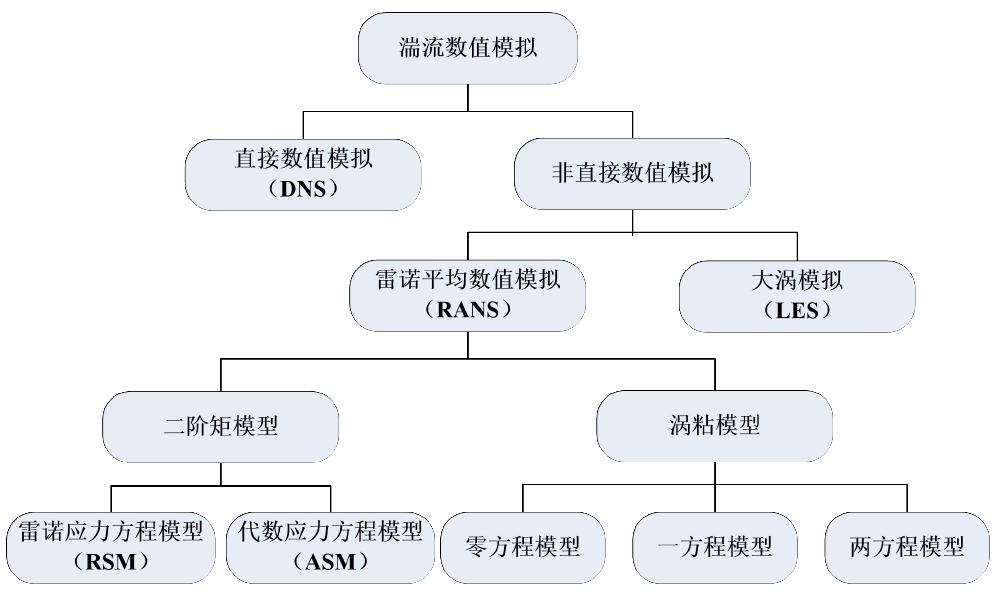 湍流数值模拟
直接数值模拟
（DNS）
非直接数值模拟
雷诺平均数值模拟
（RANS）
大涡模拟
（LES）
二阶矩模型
涡粘模型
雷诺应力方程模型
（RSM）
代数应力方程模型
（ASM）
零方程模型
一方程模型
两方程模型